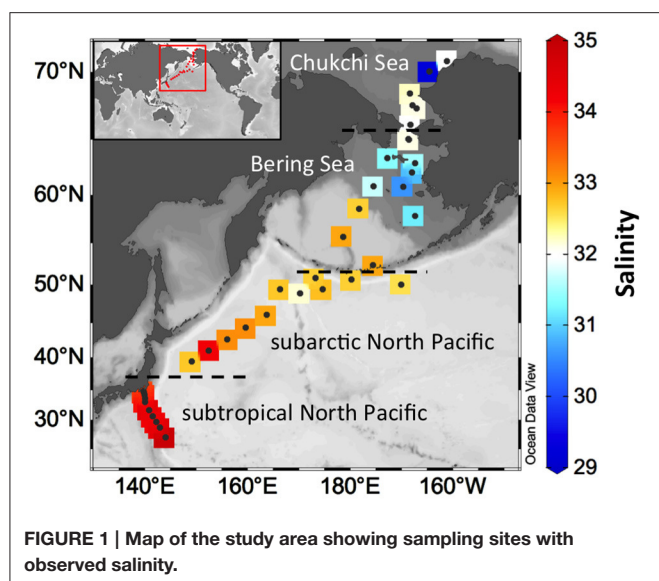 Chukchi Sea
Bering Sea
subarctic North Pacific
subtropical North Pacific
70°N
60°N
50°N
40°N
30°N
140°E 160°E 180°E 160°W
Ocean Data View
35
34
33
32
31
30
29
Salinity
FIGURE 1 | Map of the study area showing sampling sites with
observed salinity.